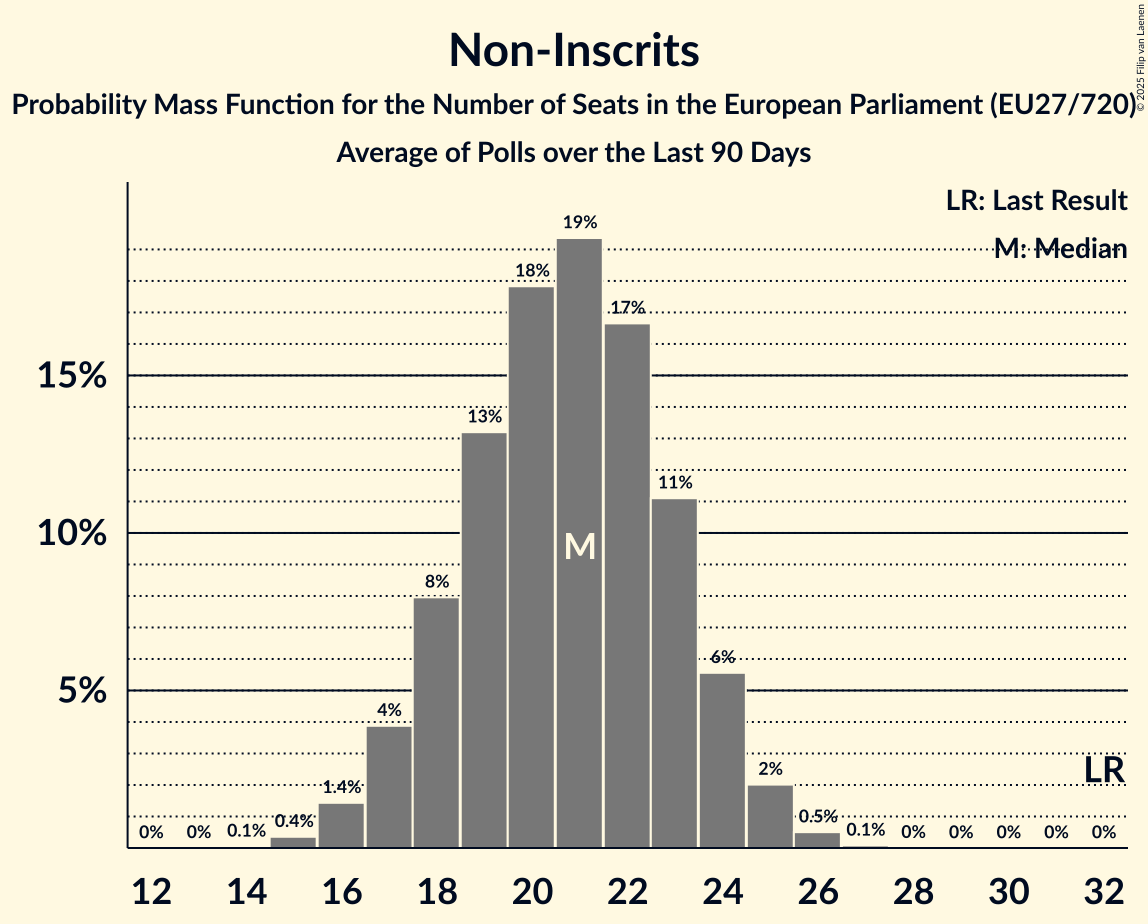 Non-Inscrits
Probability Mass Function for the Number of Seats in the European Parliament (EU27/720)
Average of Polls over the Last 90 Days
© 2025 Filip van Laenen
LR: Last Result
M: Median
19%
18%
17%
15%
13%
11%
10%
M
8%
6%
5%
4%
2%
LR
1.4%
0.5%
0.4%
0% 0% 0.1% 0.1% 0% 0% 0% 0% 0%
12 14 16 18 20 22 24 26 28 30 32